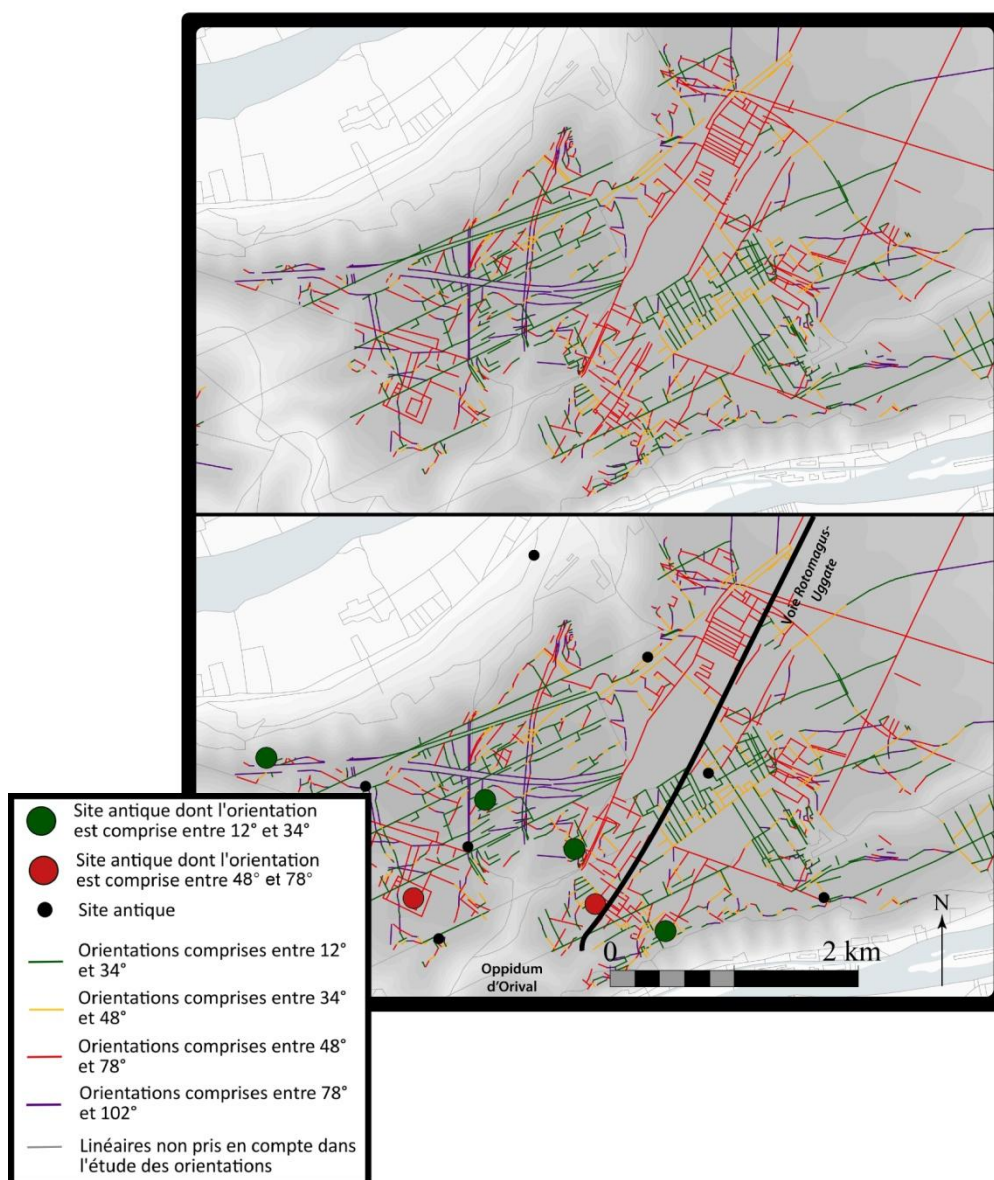 Voie Rotomagus-
Uggate
Oppidum
d'Orival
0
2 km
N
Site antique dont l'orientation
est comprise entre 12° et 34°
Site antique dont l'orientation
est comprise entre 48° et 78°
Site antique
Orientations comprises entre 12°
et 34°
Orientations comprises entre 34°
et 48°
Orientations comprises entre 48°
et 78°
Orientations comprises entre 78°
et 102°
Linéaires non pris en compte dans
l'étude des orientations